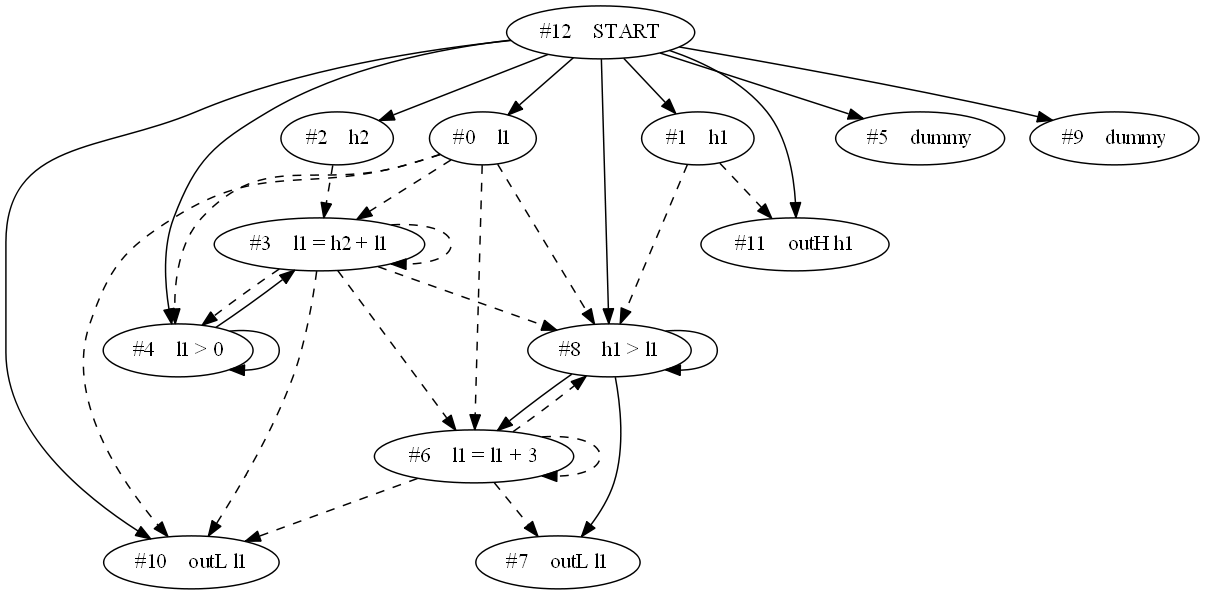 #12 START
#2 h2
#0 l1
#1 h1
#5 dummy
#9 dummy
#3 l1 = h2 + l1
#11 outH h1
#4 l1 > 0
#8 h1 > l1
#6 l1 = l1 + 3
#10 outL l1
#7 outL l1